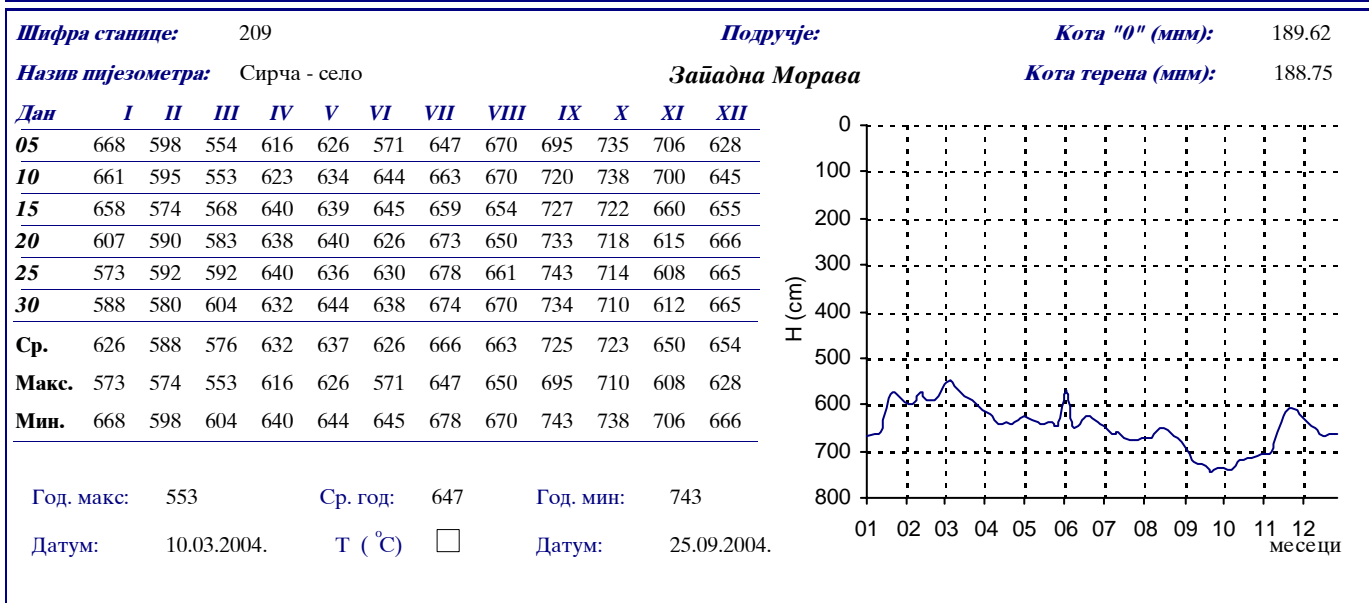 Шифра станице: 209 Подручје: Кота "0" (мнм): 189.62
Назив пијезометра: Сирча - село Западна Морава Кота терена (мнм): 188.75
Дан I II III IV V VI VII VIII IX X XI XII
05 668 598 554 616 626 571 647 670 695 735 706 628
10 661 595 553 623 634 644 663 670 720 738 700 645
15 658 574 568 640 639 645 659 654 727 722 660 655
20 607 590 583 638 640 626 673 650 733 718 615 666
25 573 592 592 640 636 630 678 661 743 714 608 665
30 588 580 604 632 644 638 674 670 734 710 612 665
Ср. 626 588 576 632 637 626 666 663 725 723 650 654
Макс. 573 574 553 616 626 571 647 650 695 710 608 628
Мин. 668 598 604 640 644 645 678 670 743 738 706 666
Год. макс: 553 Ср. год: 647 Год. мин: 743
Датум: 10.03.2004. Т ( °C) Датум: 25.09.2004.
H (cm)
0
100
200
300
400
500
600
700
800
01 02 03 04 05 06 07 08 09 10 11 12
месеци